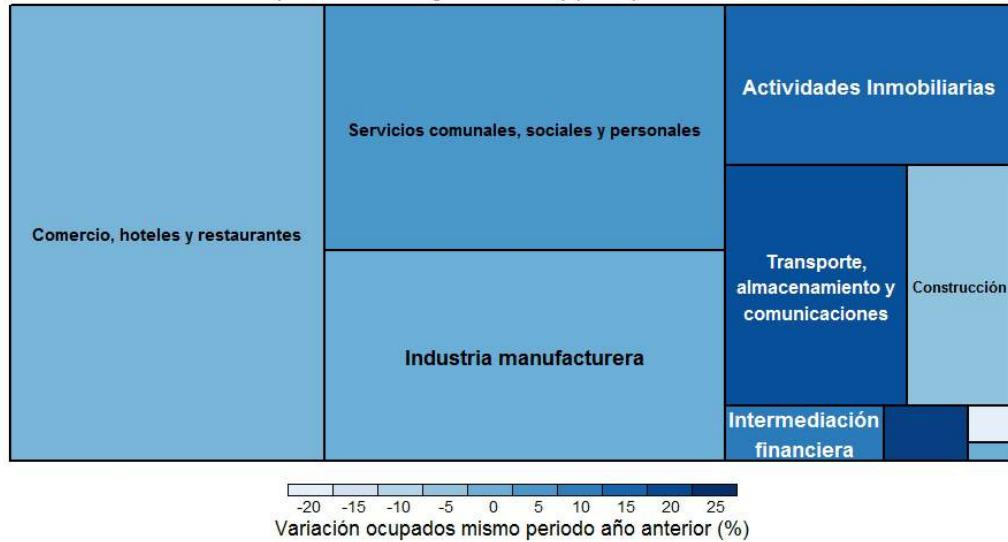 Servicios comunales, sociales y personales
Comercio, hoteles y restaurantes
Industria manufacturera
Actividades Inmobiliarias
Transporte,
almacenamiento y
comunicaciones
Construcción
Intermediación
financiera
-20 -15 -10 -5 0 5 10 15 20 25
Variación ocupados mismo periodo año anterior (%)